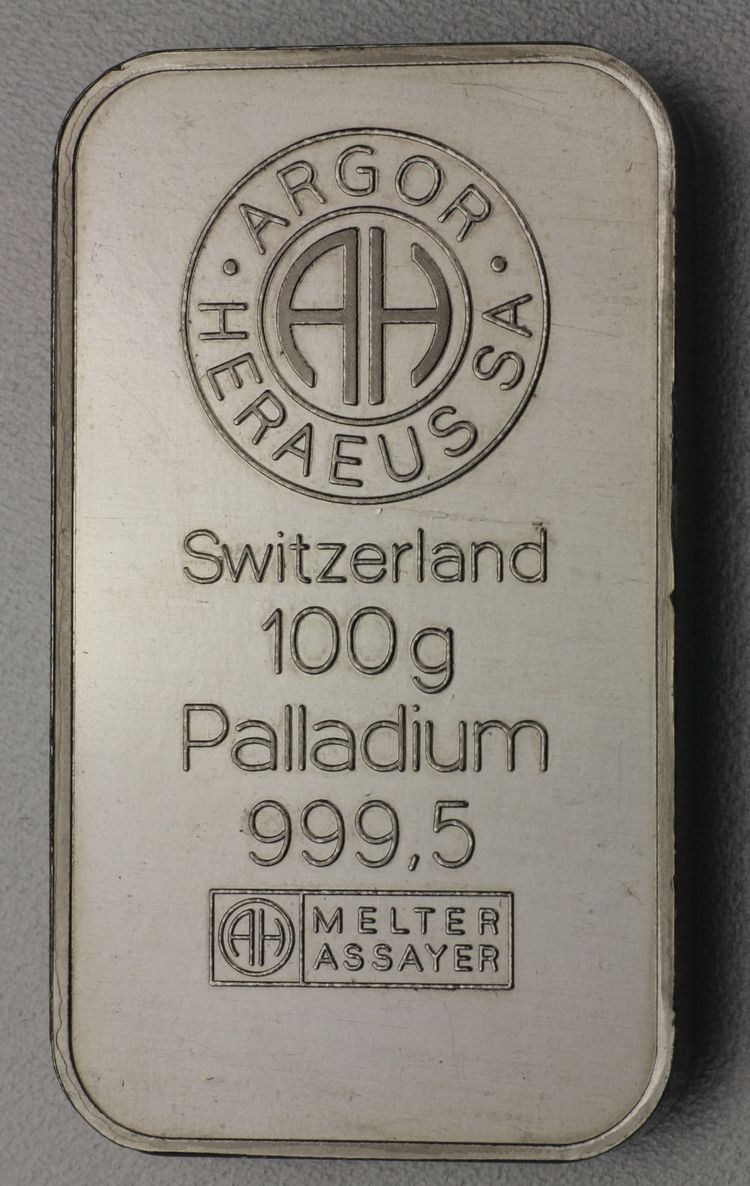 ARGOR
HERAEUS SA
AH
Switzerland
100g
Palladium
999,5
AH
MELTER
ASSAYER